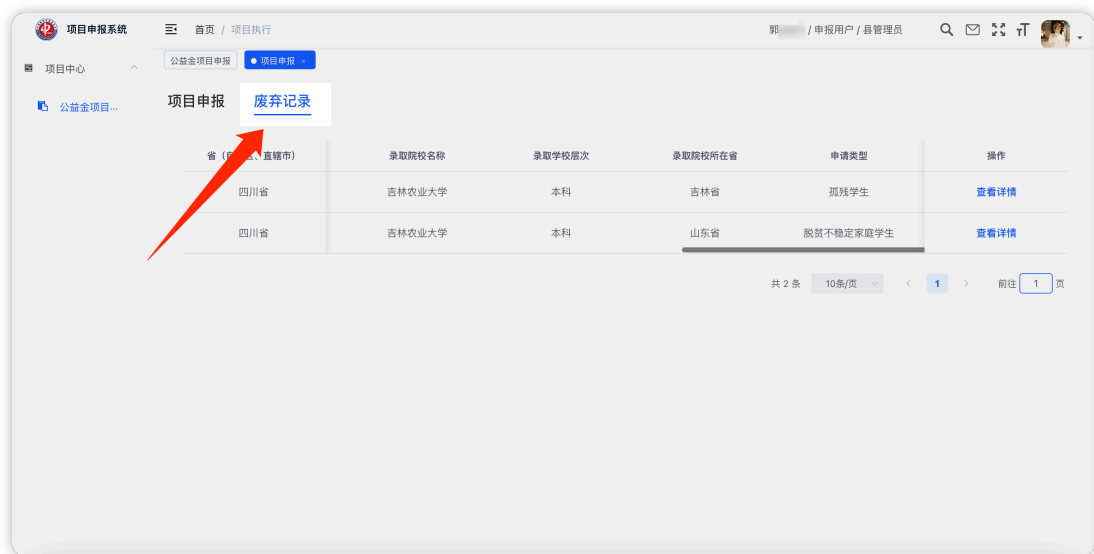 项目申报系统
首页 / 项目执行
郭 / 申报用户 / 县管理员
项目中心
公益金项目申报
项目申报 ×
公益金项目...
项目申报
废弃记录
省（自 、直辖市） 录取院校名称 录取学校层次 录取院校所在省 申请类型 操作
四川省 吉林农业大学 本科 吉林省 孤残学生 查看详情
四川省 吉林农业大学 本科 山东省 脱贫不稳定家庭学生 查看详情
共 2 条 10条/页 < 1 > 前往 1 页